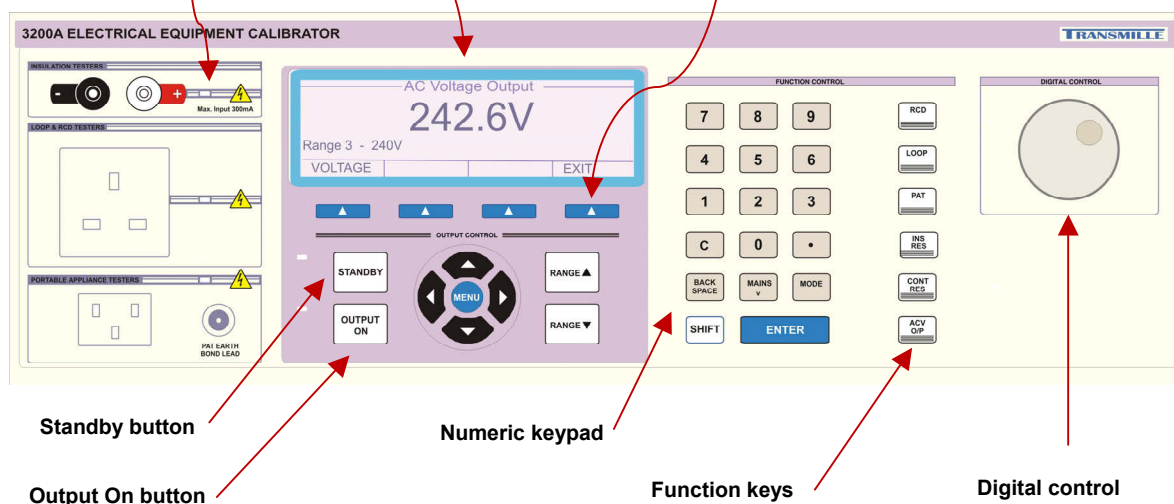 3200A ELECTRICAL EQUIPMENT CALIBRATOR
TRANSMILLE
INSULATION TESTERS
- +
Max. Input 300mA
LOOP & RCD TESTERS
PORTABLE APPLIANCE TESTERS
PAT EARTH
BOND LEAD
AC Voltage Output
242.6V
Range 3 - 240V
VOLTAGE EXIT
OUTPUT CONTROL
STANDBY
OUTPUT
ON
MENU
RANGE ▲
RANGE ▼
FUNCTION CONTROL
7 8 9
4 5 6
1 2 3
C 0 •
BACK
SPACE
MAINS
V
MODE
SHIFT
ENTER
RCD
LOOP
PAT
INS
RES
CONT
RES
ACV
O/P
DIGITAL CONTROL
Standby button
Output On button
Numeric keypad
Function keys
Digital control